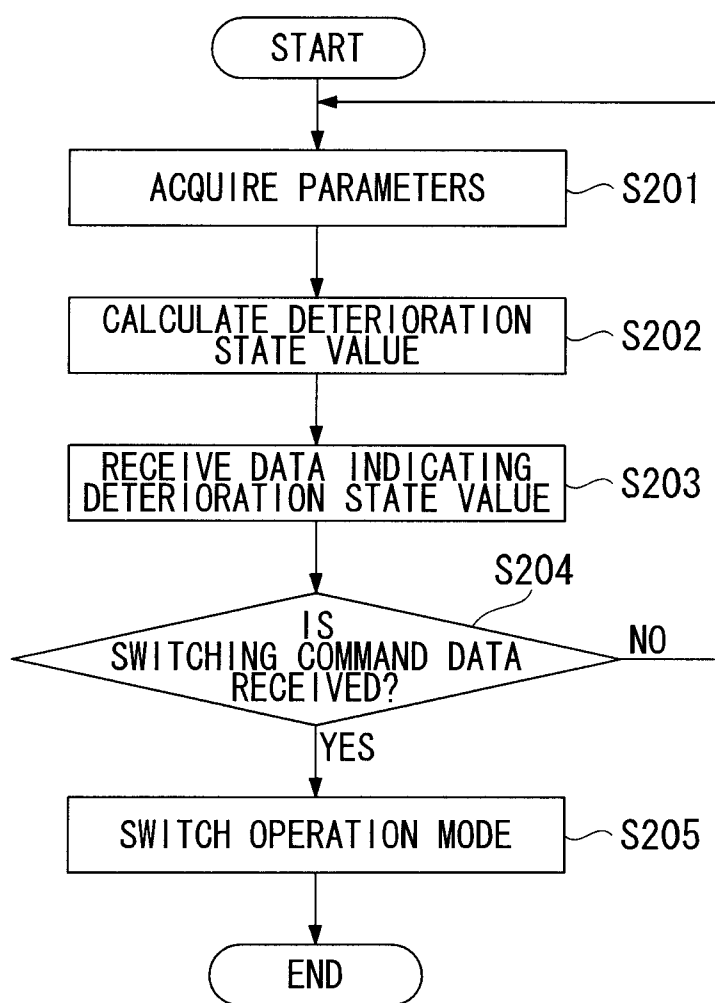 START
ACQUIRE PARAMETERS
S201
CALCULATE DETERIORATION
STATE VALUE
S202
RECEIVE DATA INDICATING
DETERIORATION STATE VALUE
S203
S204
IS
SWITCHING COMMAND DATA
RECEIVED?
NO
YES
SWITCH OPERATION MODE
S205
END